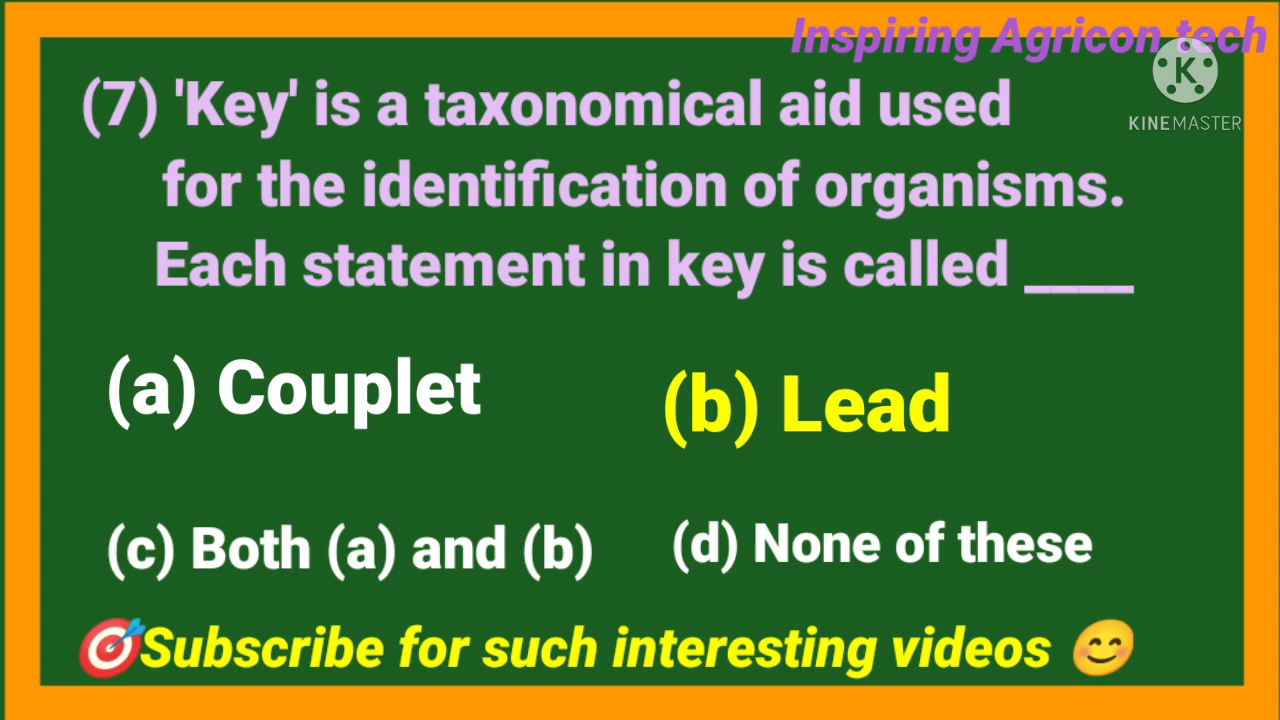 Inspiring Agricon tech
KINEMASTER
(7) 'Key' is a taxonomical aid used
for the identification of organisms.
Each statement in key is called ____
(a) Couplet
(b) Lead
(c) Both (a) and (b)
(d) None of these
🎯Subscribe for such interesting videos 😊